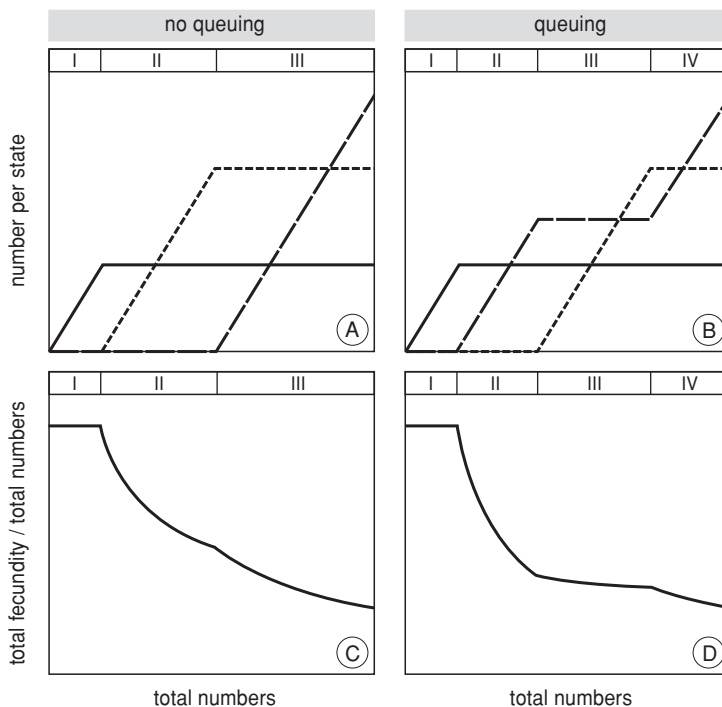 no queuing
queuing
I II III
I II III IV
number per state
A
B
I II III
I II III IV
total fecundity / total numbers
C
D
total numbers
total numbers